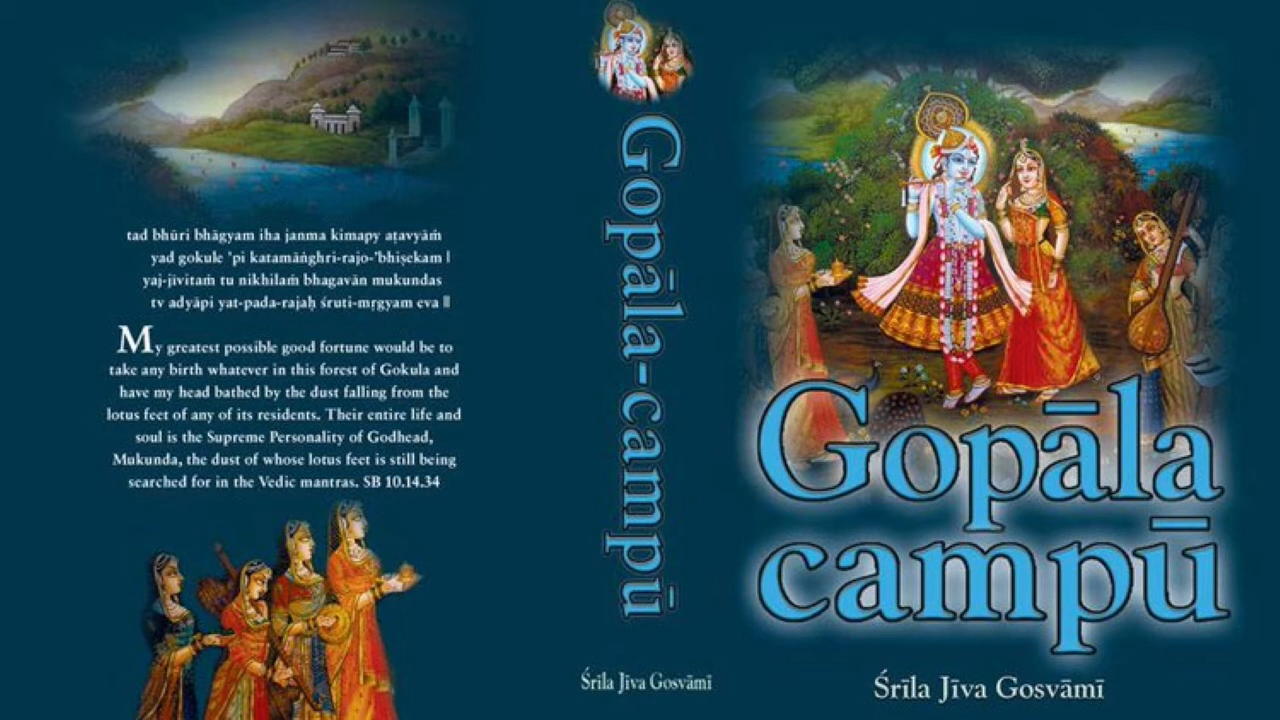 tad bhūri bhāgyam iha janma kimapy aṭavyāṁ
yad gokule 'pi katamāṅghri-rajo-'bhiṣekam |
yaj-jīvitaṁ tu nikhilaṁ bhagavān mukundas
tv adyāpi yat-pada-rajaḥ śruti-mṛgyam eva ||
My greatest possible good fortune would be to
take any birth whatever in this forest of Gokula and
have my head bathed by the dust falling from the
lotus feet of any of its residents. Their entire life and
soul is the Supreme Personality of Godhead,
Mukunda, the dust of whose lotus feet is still being
searched for in the Vedic mantras. SB 10.14.34
Gopāla-campū
Śrīla Jīva Gosvāmī
Gopāla
campū
Śrīla Jīva Gosvāmī